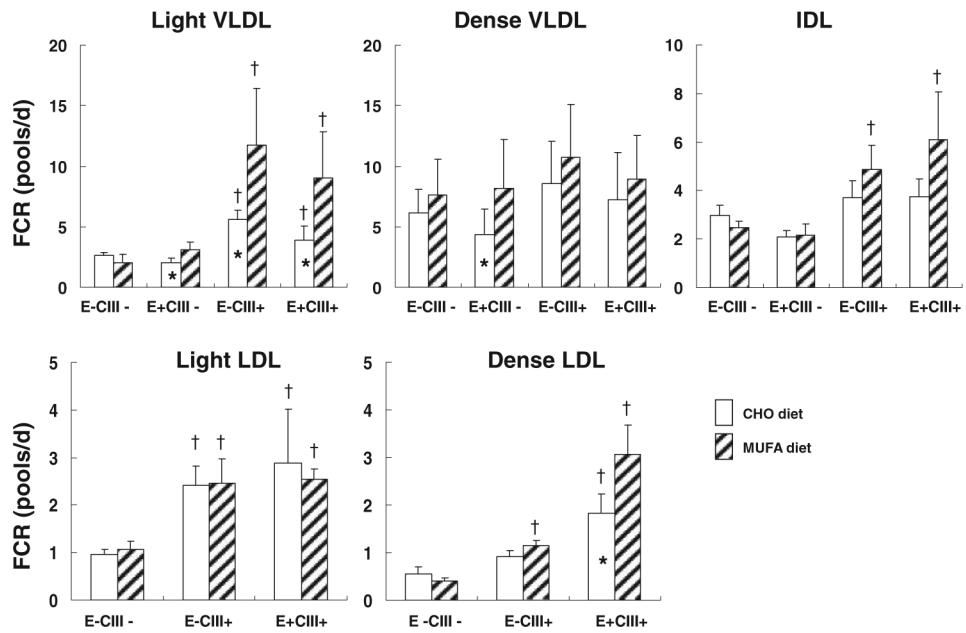 Light VLDL
Dense VLDL
IDL
FCR (pools/d)
20
15
10
5
0
†
†
†
†
*
*
*
E-CIII -
E+CIII -
E-CIII+
E+CIII+
20
15
10
5
0
*
E-CIII -
E+CIII -
E-CIII+
E+CIII+
10
8
6
4
2
0
†
†
E-CIII -
E+CIII -
E-CIII+
E+CIII+
Light LDL
Dense LDL
FCR (pools/d)
5
4
3
2
1
0
†
†
†
†
E-CIII -
E-CIII+
E+CIII+
5
4
3
2
1
0
†
†
†
*
E -CIII -
E-CIII+
E+CIII+
CHO diet
MUFA diet